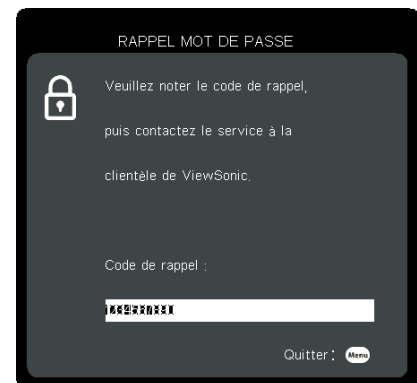 RAPPEL MOT DE PASSE
Veuillez noter le code de rappel,
puis contactez le service à la
clientèle de ViewSonic.
Code de rappel :
Quitter : Menu